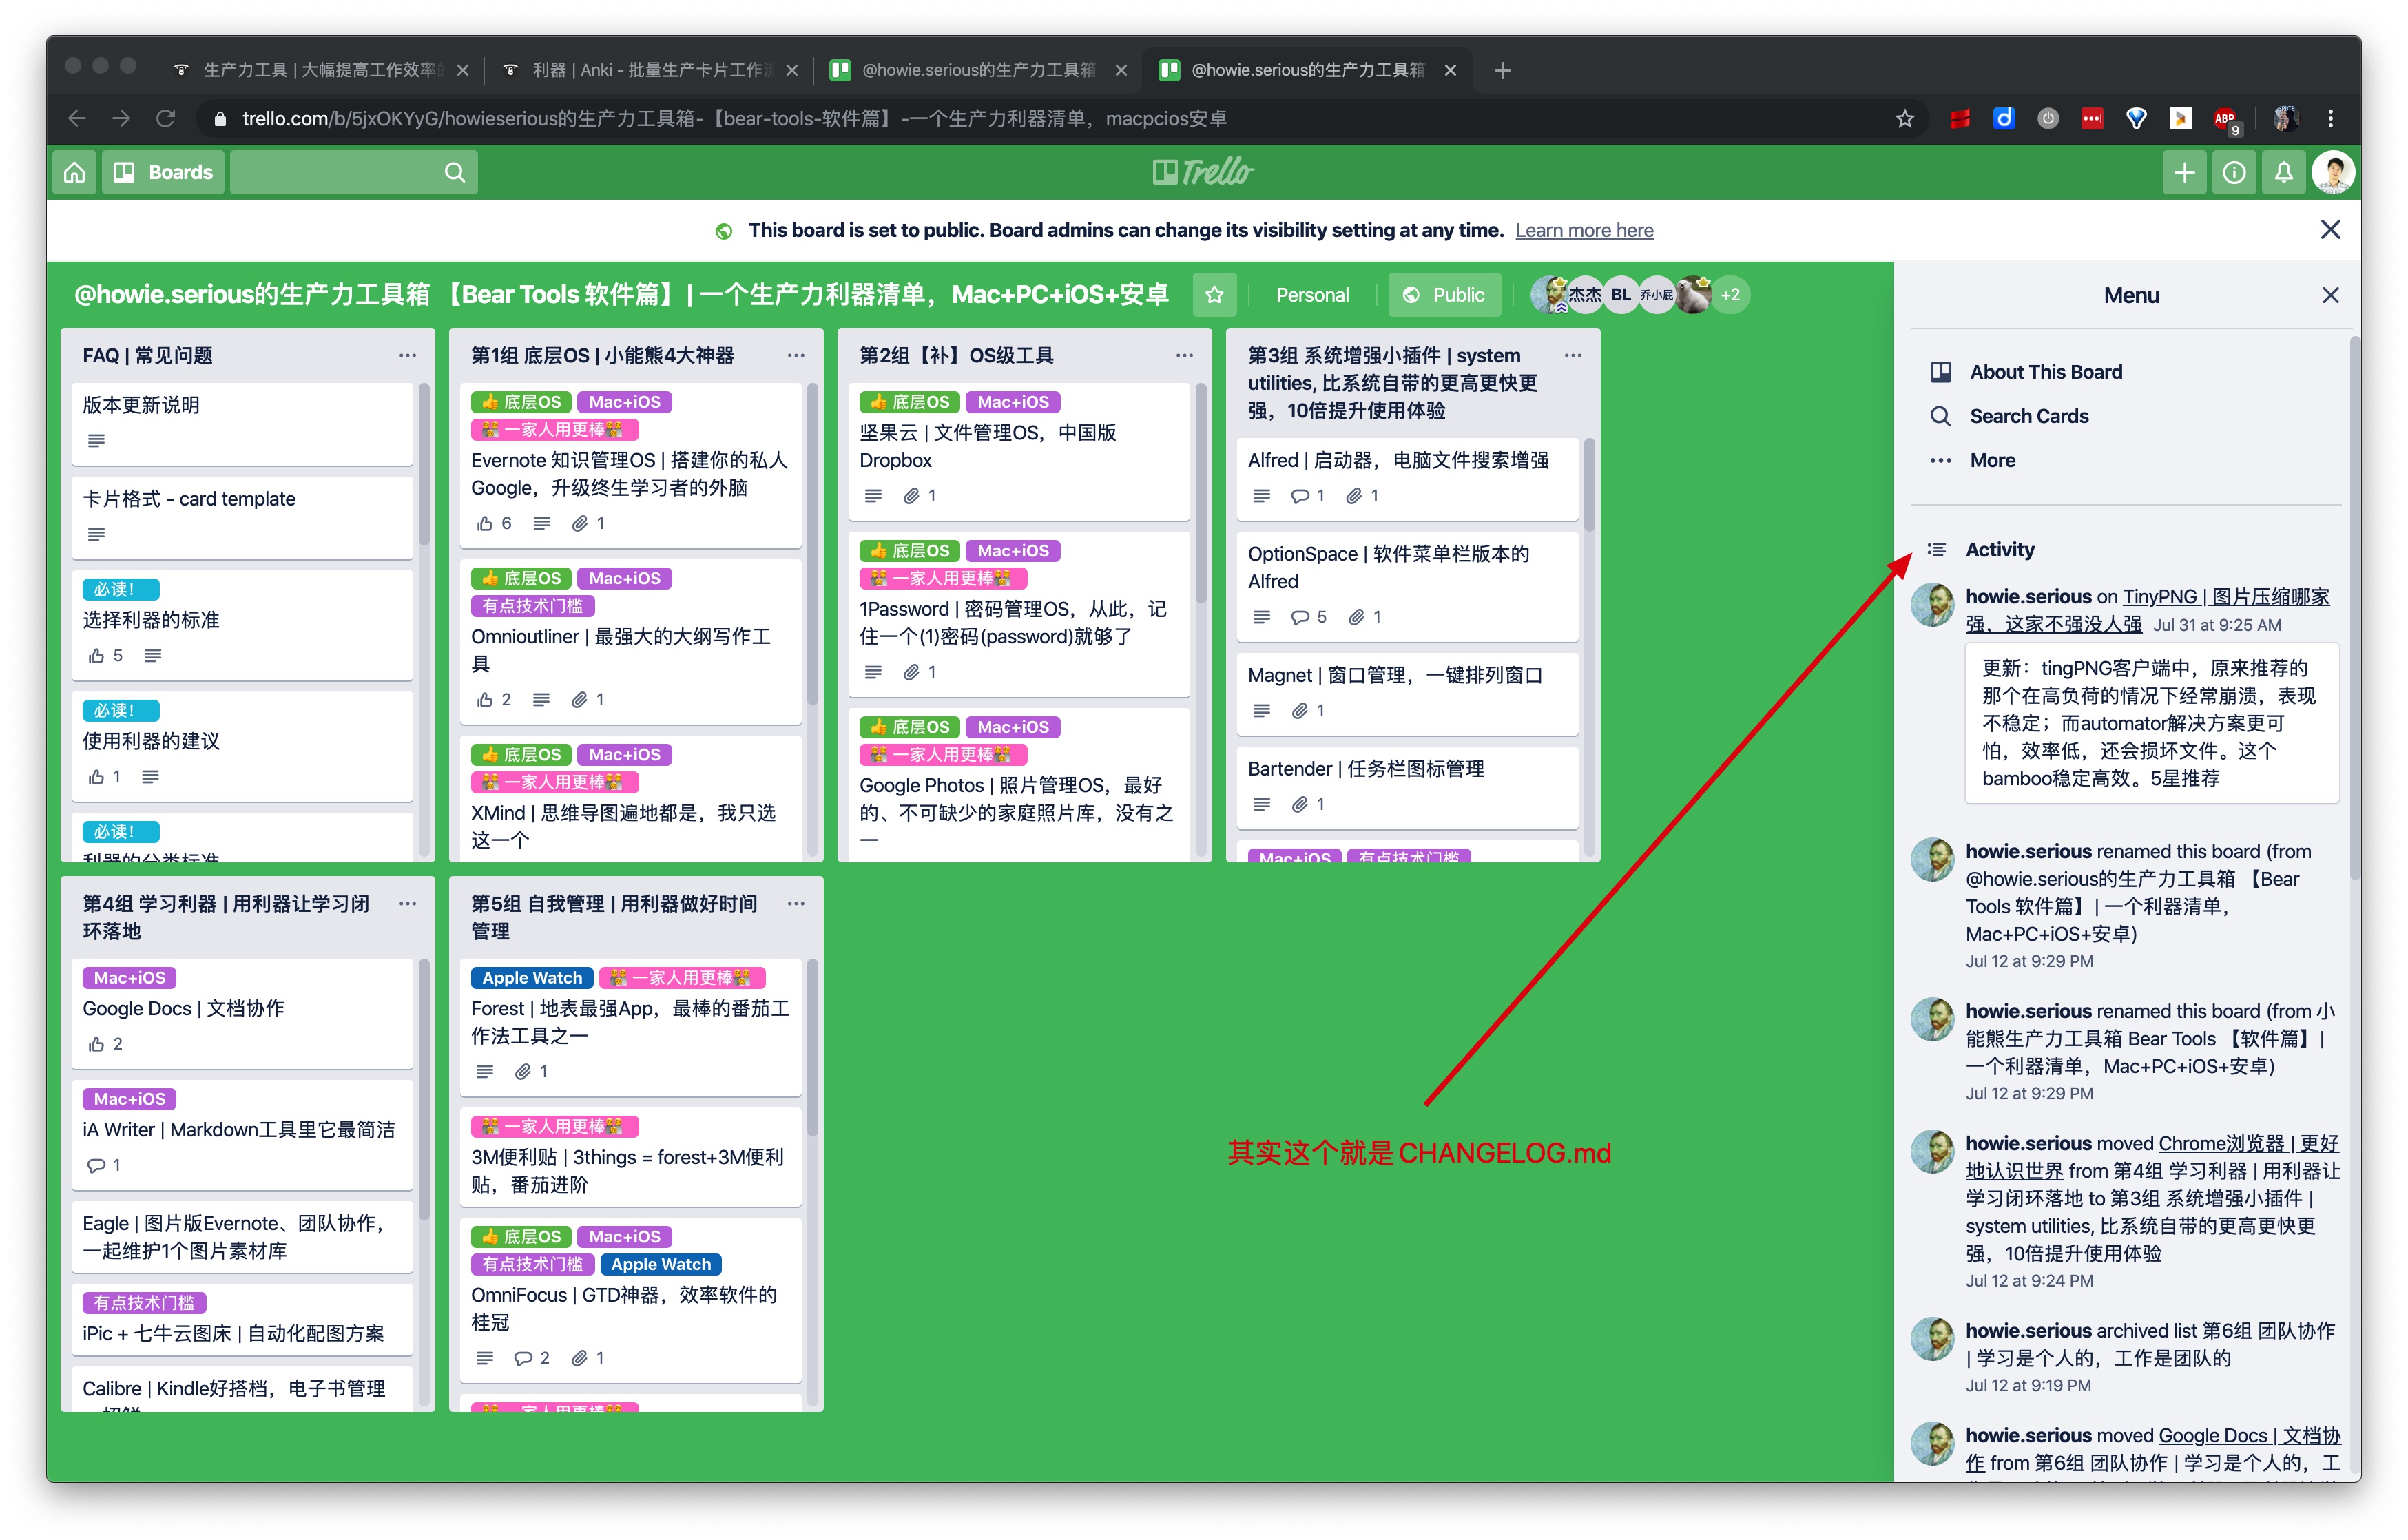 生产力工具 | 大幅提高工作效率的
利器 | Anki - 批量生产卡片工作流
@howie.serious的生产力工具箱
@howie.serious的生产力工具箱
trello.com/b/5jxOKYyG/howieserious的生产力工具箱-【bear-tools-软件篇】-一个生产力利器清单，macpcios安卓
ABP
9
Boards
Trello
This board is set to public. Board admins can change its visibility setting at any time. Learn more here
@howie.serious的生产力工具箱 【Bear Tools 软件篇】| 一个生产力利器清单，Mac+PC+iOS+安卓
Personal
Public
杰杰
BL
乔小屁
+2
FAQ | 常见问题
版本更新说明
卡片格式 - card template
必读！
选择利器的标准
5
必读！
使用利器的建议
1
必读！
利器的分类标准
第1组 底层OS | 小能熊4大神器
👍 底层OS
Mac+iOS
一家人用更棒
Evernote 知识管理OS | 搭建你的私人
Google，升级终生学习者的外脑
6
1
👍 底层OS
Mac+iOS
有点技术门槛
Omnioutliner | 最强大的大纲写作工
具
2
1
👍 底层OS
Mac+iOS
一家人用更棒
XMind | 思维导图遍地都是，我只选
这一个
第2组【补】OS级工具
👍 底层OS
Mac+iOS
坚果云 | 文件管理OS，中国版
Dropbox
1
👍 底层OS
Mac+iOS
一家人用更棒
1Password | 密码管理OS，从此，记
住一个(1)密码(password)就够了
1
👍 底层OS
Mac+iOS
一家人用更棒
Google Photos | 照片管理OS，最好
的、不可缺少的家庭照片库，没有之
一
第3组 系统增强小插件 | system
utilities, 比系统自带的更高更快更
强，10倍提升使用体验
Alfred | 启动器，电脑文件搜索增强
1
1
OptionSpace | 软件菜单栏版本的
Alfred
5
1
Magnet | 窗口管理，一键排列窗口
1
Bartender | 任务栏图标管理
1
Mac+iOS
有点技术门槛
第4组 学习利器 | 用利器让学习闭
环落地
Mac+iOS
Google Docs | 文档协作
2
Mac+iOS
iA Writer | Markdown工具里它最简洁
1
Eagle | 图片版Evernote、团队协作，
一起维护1个图片素材库
有点技术门槛
iPic + 七牛云图床 | 自动化配图方案
Calibre | Kindle好搭档，电子书管理
第5组 自我管理 | 用利器做好时间
管理
Apple Watch
一家人用更棒
Forest | 地表最强App，最棒的番茄工
作法工具之一
1
一家人用更棒
3M便利贴 | 3things = forest+3M便利
贴，番茄进阶
👍 底层OS
Mac+iOS
有点技术门槛
Apple Watch
OmniFocus | GTD神器，效率软件的
桂冠
2
1
一家人用更棒
其实这个就是CHANGELOG.md
Menu
About This Board
Search Cards
More
Activity
howie.serious on TinyPNG | 图片压缩哪家
强，这家不强没人强 Jul 31 at 9:25 AM
更新：tingPNG客户端中，原来推荐的
那个在高负荷的情况下经常崩溃，表现
不稳定；而automator解决方案更可
怕，效率低，还会损坏文件。这个
bamboo稳定高效。5星推荐
howie.serious renamed this board (from
@howie.serious的生产力工具箱 【Bear
Tools 软件篇】| 一个利器清单，
Mac+PC+iOS+安卓)
Jul 12 at 9:29 PM
howie.serious renamed this board (from 小
能熊生产力工具箱 Bear Tools 【软件篇】|
一个利器清单，Mac+PC+iOS+安卓)
Jul 12 at 9:29 PM
howie.serious moved Chrome浏览器 | 更好
地认识世界 from 第4组 学习利器 | 用利器让
学习闭环落地 to 第3组 系统增强小插件 |
system utilities, 比系统自带的更高更快更
强，10倍提升使用体验
Jul 12 at 9:24 PM
howie.serious archived list 第6组 团队协作
| 学习是个人的，工作是团队的
Jul 12 at 9:19 PM
howie.serious moved Google Docs | 文档协
作 from 第6组 团队协作 | 学习是个人的，工